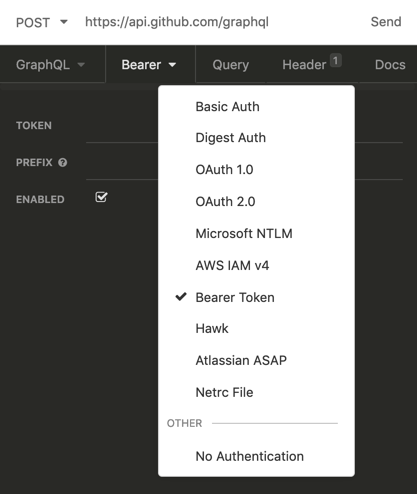 POST https://api.github.com/graphql Send
GraphQL Bearer Query Header 1 Docs
Basic Auth
TOKEN
Digest Auth
PREFIX ?
OAuth 1.0
ENABLED
OAuth 2.0
Microsoft NTLM
AWS IAM v4
Bearer Token
Hawk
Atlassian ASAP
Netrc File
OTHER
No Authentication